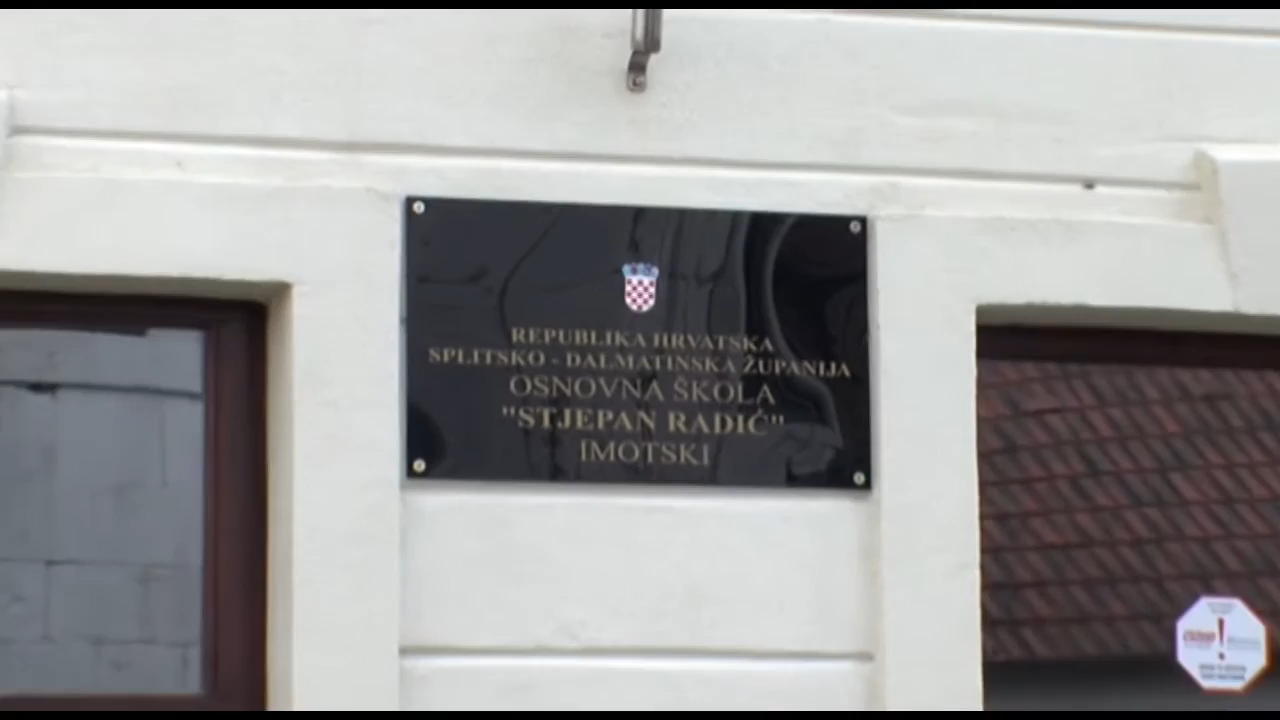 REPUBLIKA HRVATSKA
SPLITSKO - DALMATINSKA ŽUPANIJA
OSNOVNA ŠKOLA
"STJEPAN RADIĆ"
IMOTSKI
!